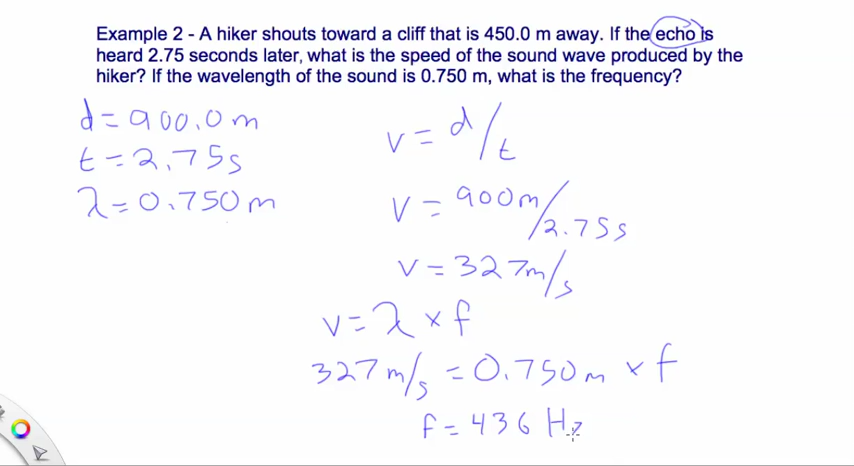 Example 2 - A hiker shouts toward a cliff that is 450.0 m away. If the echo is
heard 2.75 seconds later, what is the speed of the sound wave produced by the
hiker? If the wavelength of the sound is 0.750 m, what is the frequency?
d = 900.0 m
t = 2.75 s
λ = 0.750 m
v = d/t
v = 900 m/2.75 s
v = 327 m/s
v = λ × f
327 m/s = 0.750 m × f
f = 436 Hz